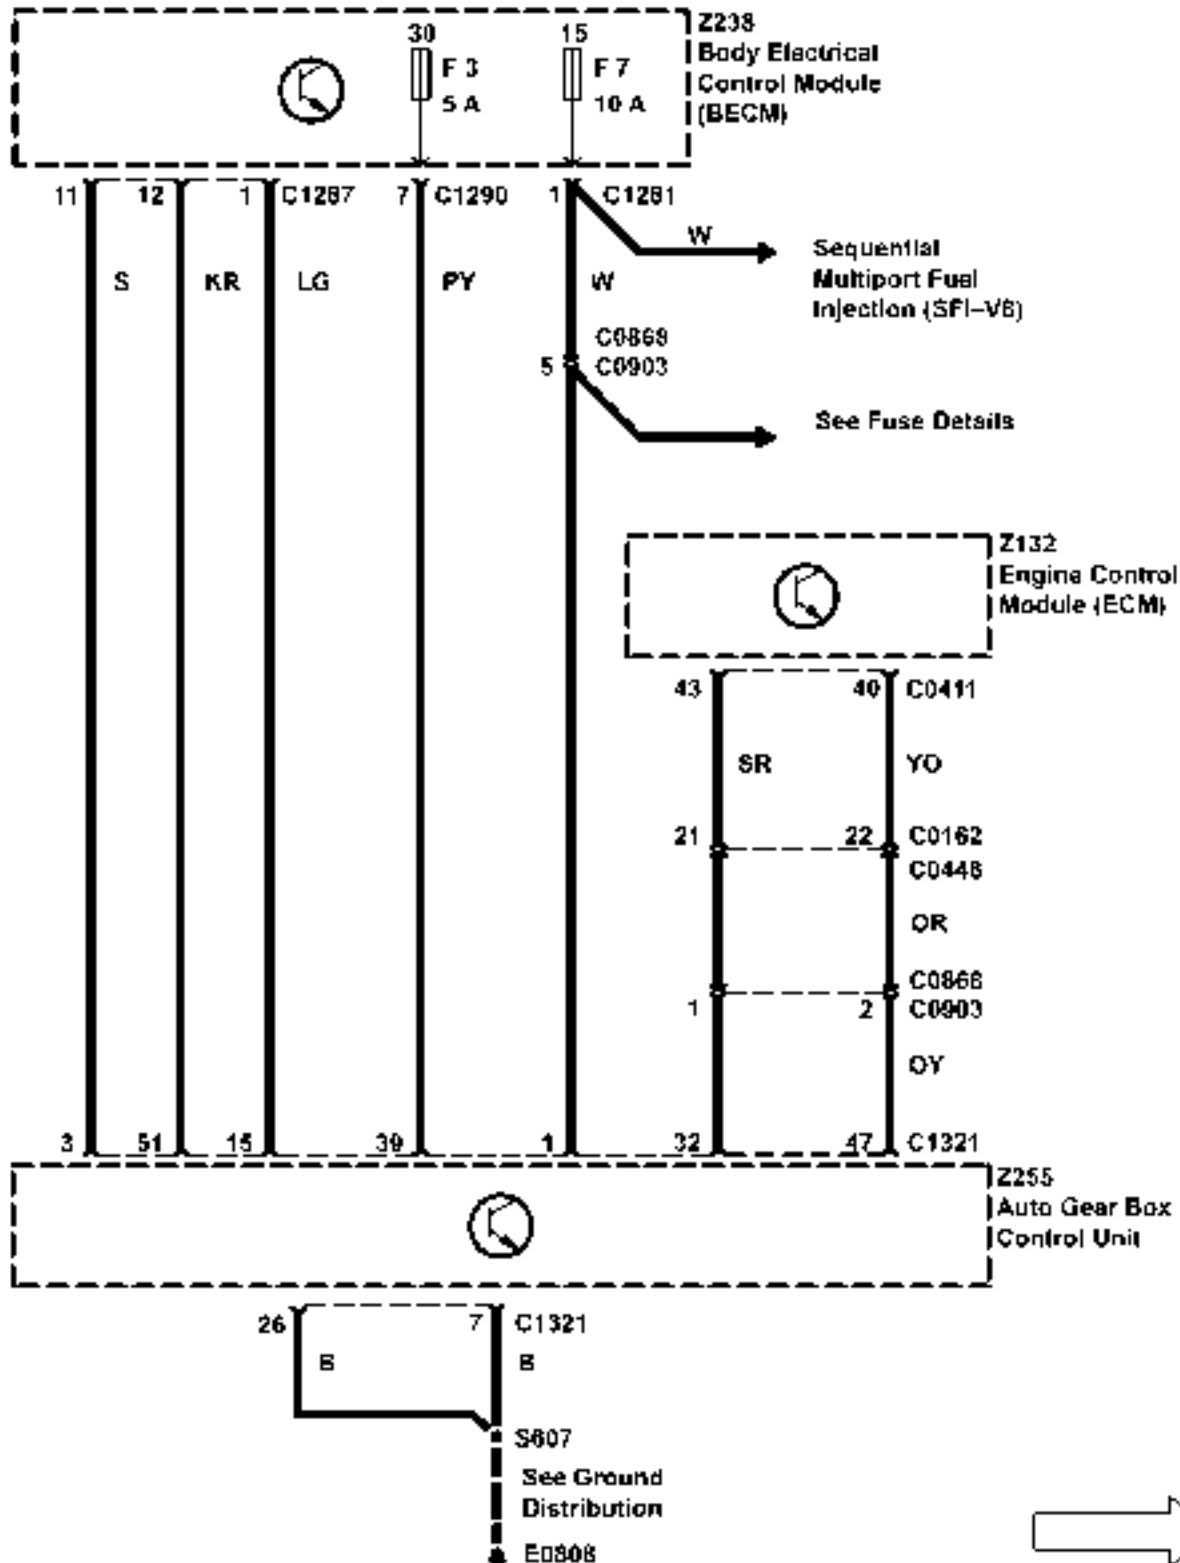 Z238
Body Electrical
Control Module
(BECM)
30
F 3
5 A
15
F 7
10 A
11
12
1
C1287
7
C1290
1
C1281
S
KR
LG
PY
W
W
Sequential
Multiport Fuel
Injection (SFI-V8)
C0869
5
C0903
See Fuse Details
Z132
Engine Control
Module (ECM)
43
40
C0411
SR
YO
21
22
C0162
C0448
OR
C0868
1
2
C0903
OY
3
51
15
39
1
32
47
C1321
Z255
Auto Gear Box
Control Unit
26
7
C1321
B
B
S607
See Ground
Distribution
E0808